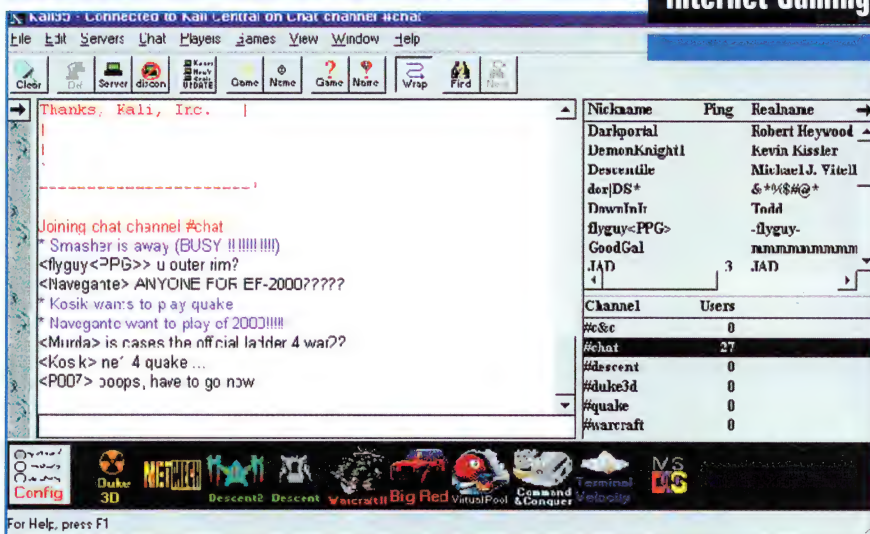 Internet Gaming
Kali95 - Connected to Kali Central on Chat channel #chat
File Edit Servers Chat Players Games View Window Help
Clear Del Server discon UPDATE Game Name Game Name Wrap Find Next
Thanks, Kali, Inc. |
|
|
`
-----------------------'
Joining chat channel #chat
* Smasher is away (BUSY !!!!!!!!!!!)
<flyguy<PPG>> u outer rim?
<Navegante> ANYONE FOR EF-2000?????
* Kosik wants to play quake
* Navegante want to play ef 2000!!!!!
<Murda> is cases the official ladder 4 war2??
<Kosik> ne1 4 quake ...
<P007> ooops, have to go now
Nickname Ping Realname
Darkportal Robert Heywood
DemonKnight1 Kevin Kissler
Descentile Michael J. Vitell
dor|DS* &*%$#@*
DownInIt Todd
flyguy<PPG> -flyguy-
GoodGal
JAD 3 JAD
Channel Users
#c&c 0
#chat 27
#descent 0
#duke3d 0
#quake 0
#warcraft 0
Config
Duke 3D
NETMECH
Descent2
Descent
Warcraft II
Big Red
VirtualPool
Command & Conquer
Terminal Velocity
MS DOS
For Help, press F1